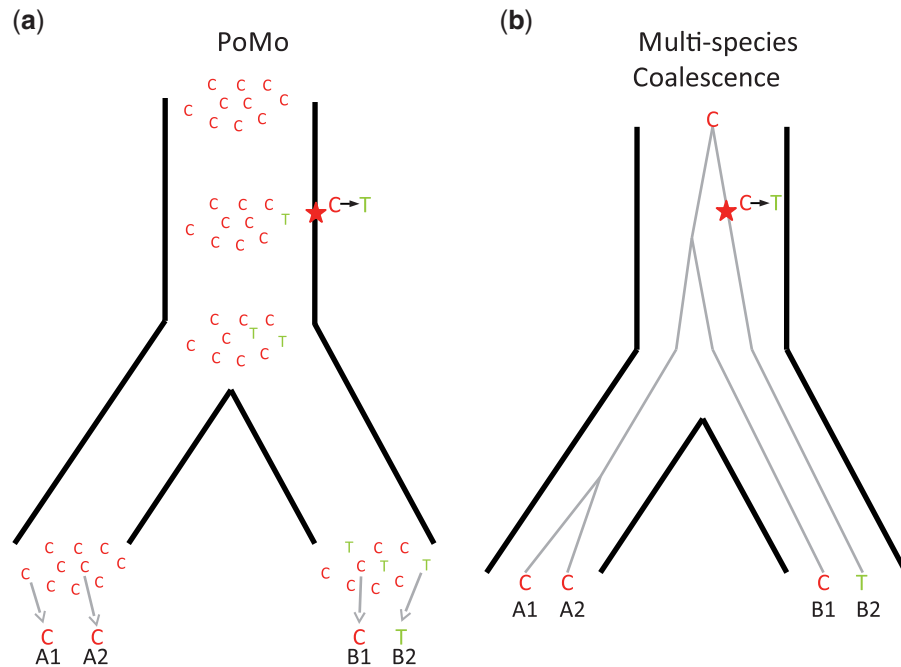 (a)
PoMo
C C C
C C C
C C
C C
C C C
C C T
C C
C C
C→T
C C C
C T T
C C
C C
C C C
C C C
C C
C C
T C C
C T T
C C
C C
C C
A1 A2
C T
B1 B2
(b)
Multi-species
Coalescence
C
C→T
C C
A1 A2
C T
B1 B2